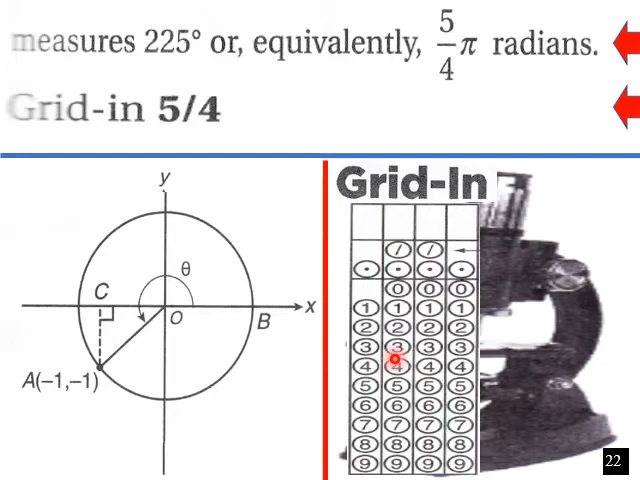 measures 225° or, equivalently, 5/4 π radians.
Grid-in 5/4
y
θ
C
x
O
B
A(−1,−1)
Grid-In
/ /
. . . .
0 0 0
1 1 1 1
2 2 2 2
3 3 3 3
4 4 4 4
5 5 5 5
6 6 6 6
7 7 7 7
8 8 8 8
9 9 9 9
22